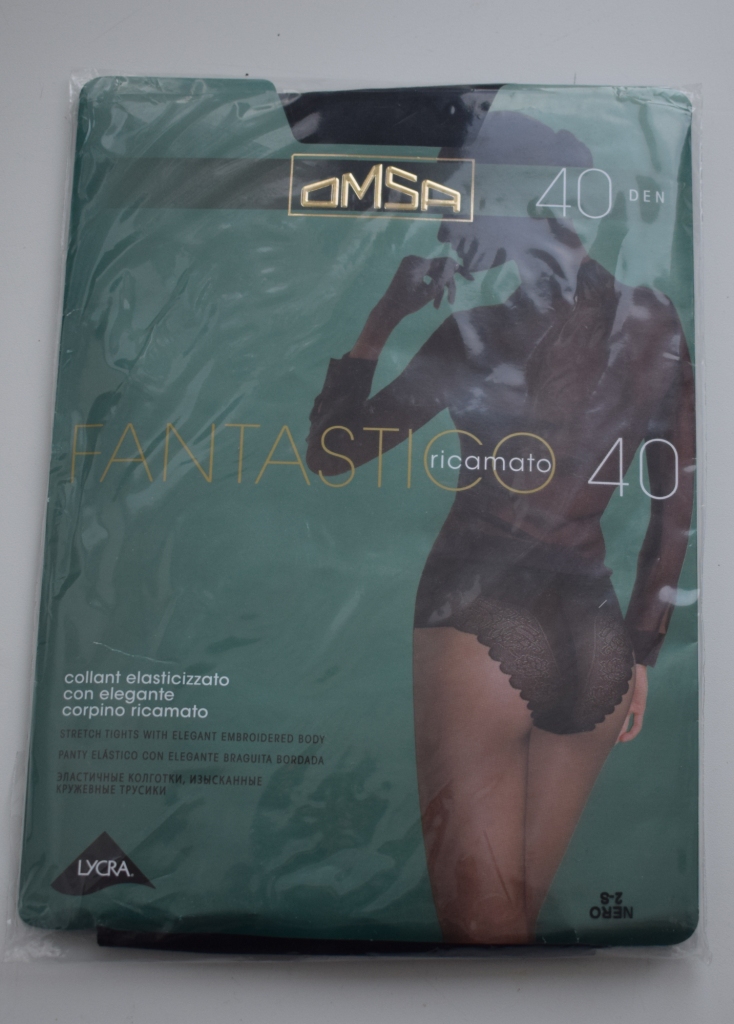 OMSA
40 DEN
FANTASTICO ricamato 40
collant elasticizzato
con elegante
corpino ricamato
STRETCH TIGHTS WITH ELEGANT EMBROIDERED BODY
PANTY ELÁSTICO CON ELEGANTE BRAGUITA BORDADA
ЭЛАСТИЧНЫЕ КОЛГОТКИ, ИЗЫСКАННЫЕ
КРУЖЕВНЫЕ ТРУСИКИ
LYCRA®
NERO
2-S